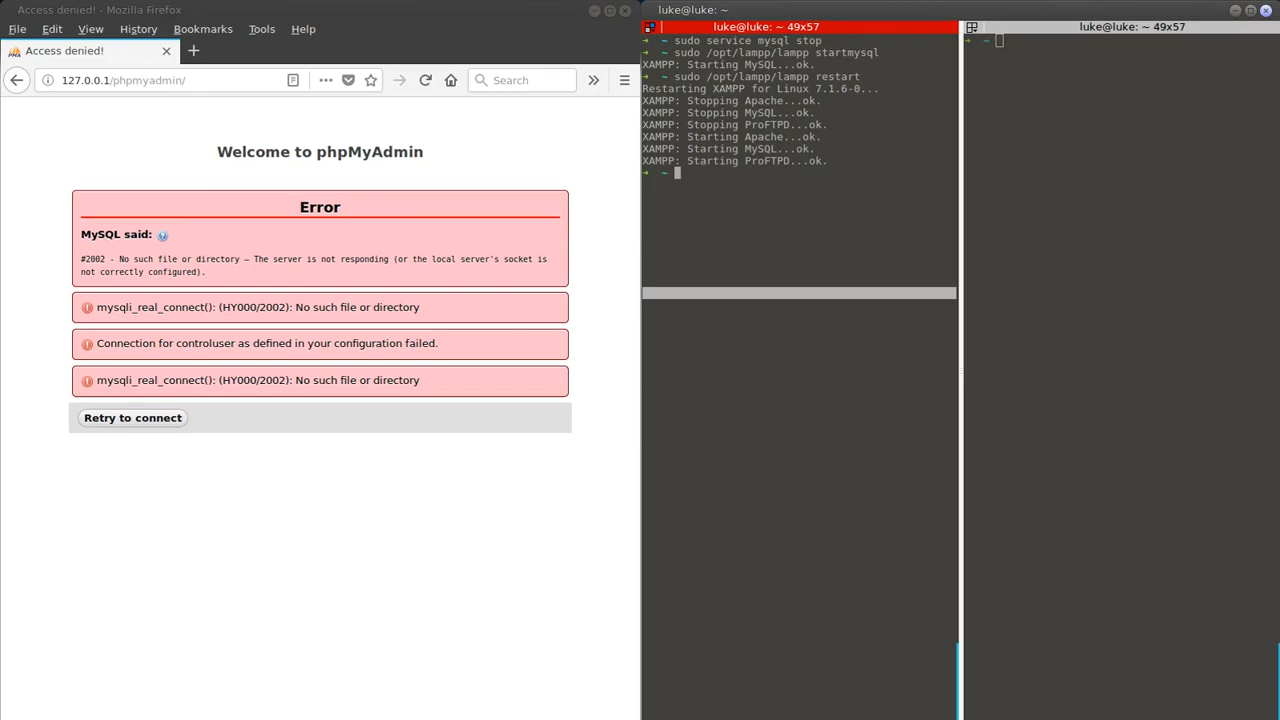 Access denied! - Mozilla Firefox
File Edit View History Bookmarks Tools Help
Access denied!
127.0.0.1/phpmyadmin/
Search
Welcome to phpMyAdmin
Error
MySQL said:
#2002 - No such file or directory — The server is not responding (or the local server's socket is
not correctly configured).
mysqli_real_connect(): (HY000/2002): No such file or directory
Connection for controluser as defined in your configuration failed.
mysqli_real_connect(): (HY000/2002): No such file or directory
Retry to connect
luke@luke: ~
luke@luke: ~ 49x57
➜ ~ sudo service mysql stop
➜ ~ sudo /opt/lampp/lampp startmysql
XAMPP: Starting MySQL...ok.
➜ ~ sudo /opt/lampp/lampp restart
Restarting XAMPP for Linux 7.1.6-0...
XAMPP: Stopping Apache...ok.
XAMPP: Stopping MySQL...ok.
XAMPP: Stopping ProFTPD...ok.
XAMPP: Starting Apache...ok.
XAMPP: Starting MySQL...ok.
XAMPP: Starting ProFTPD...ok.
➜ ~
luke@luke: ~ 49x57
➜ ~